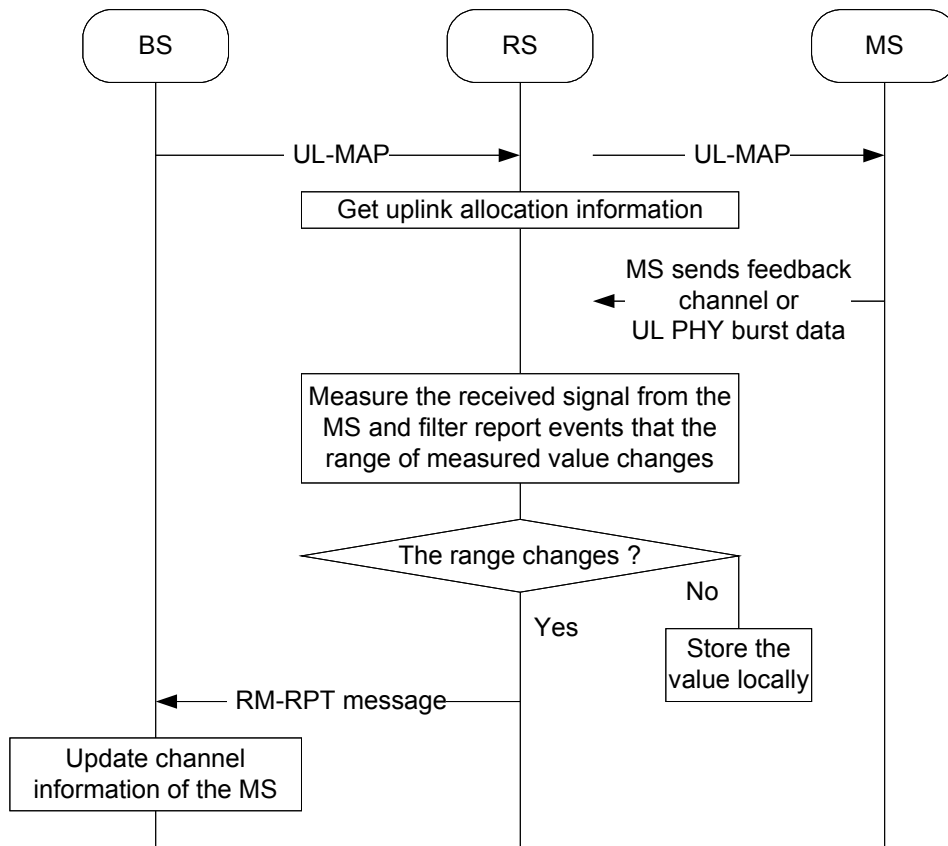 BS
RS
MS
UL-MAP
UL-MAP
Get uplink allocation information
MS sends feedback
channel or
UL PHY burst data
Measure the received signal from the
MS and filter report events that the
range of measured value changes
The range changes ?
No
Yes
Store the
value locally
RM-RPT message
Update channel
information of the MS